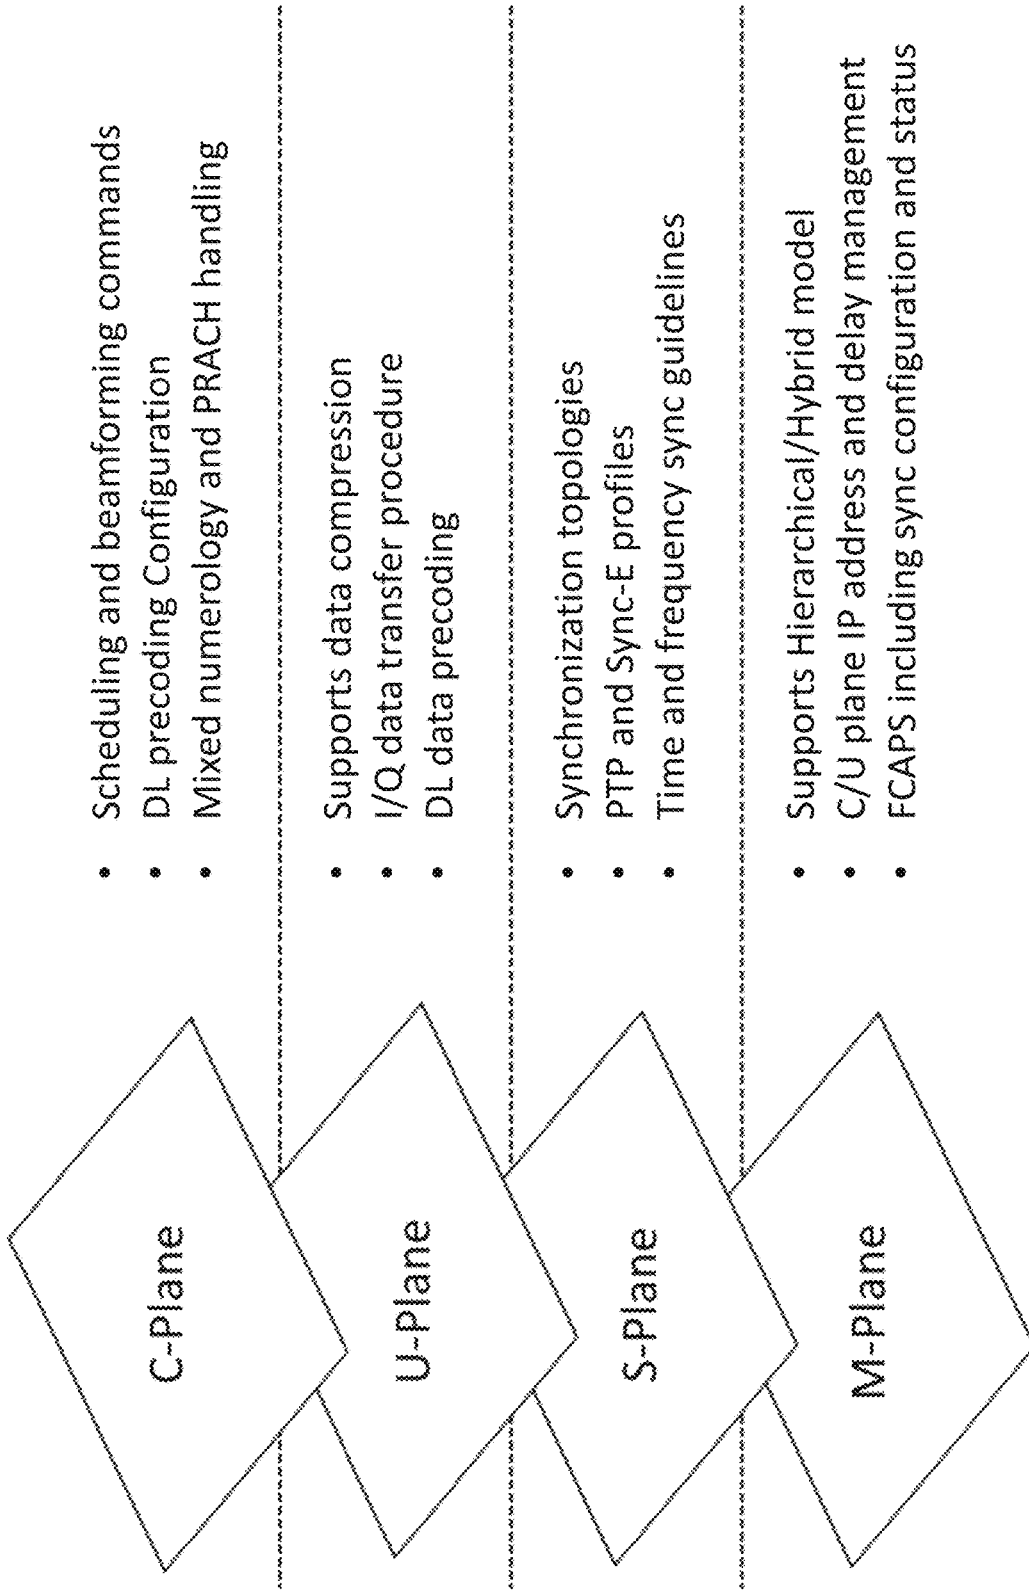 C-Plane
• Scheduling and beamforming commands
• DL precoding Configuration
• Mixed numerology and PRACH handling
U-Plane
• Supports data compression
• I/Q data transfer procedure
• DL data precoding
S-Plane
• Synchronization topologies
• PTP and Sync-E profiles
• Time and frequency sync guidelines
M-Plane
• Supports Hierarchical/Hybrid model
• C/U plane IP address and delay management
• FCAPS including sync configuration and status